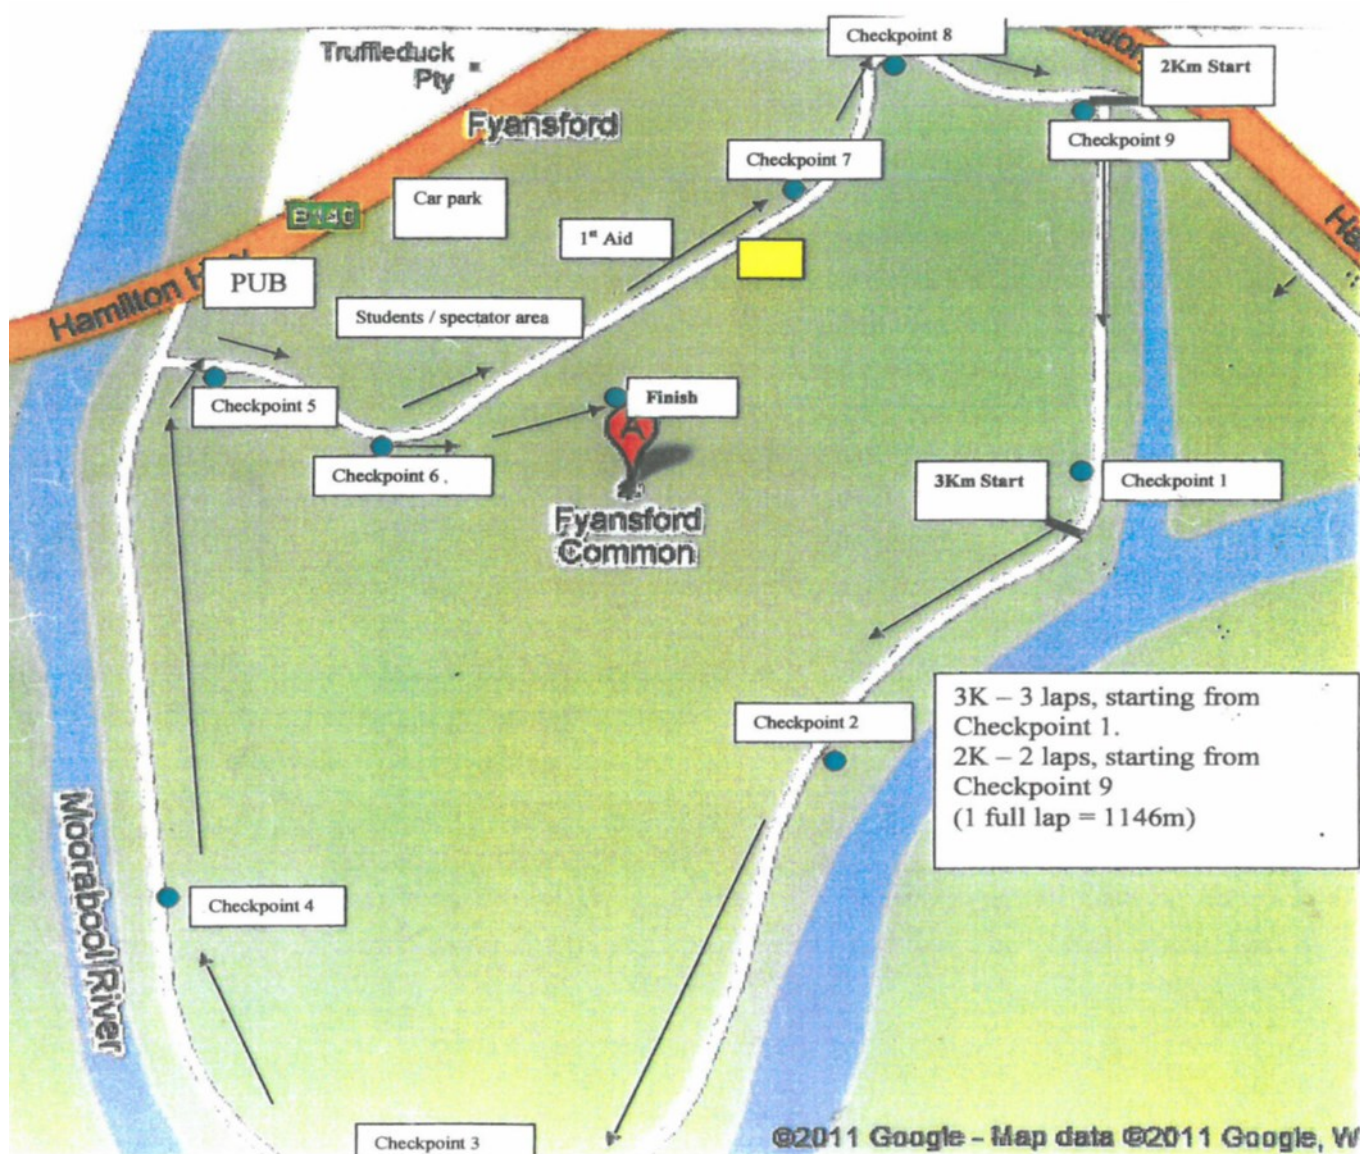 Checkpoint 8
Truffleduck
Pty
2Km Start
Fyansford
Checkpoint 9
Checkpoint 7
Car park
B140
1st Aid
PUB
Hamilton
Students / spectator area
Checkpoint 5
Finish
A
Checkpoint 6 .
3Km Start
Checkpoint 1
Fyansford
Common
3K – 3 laps, starting from
Checkpoint 1.
2K – 2 laps, starting from
Checkpoint 9
(1 full lap = 1146m)
Checkpoint 2
Moorabool River
Checkpoint 4
Checkpoint 3
©2011 Google - Map data ©2011 Google, W